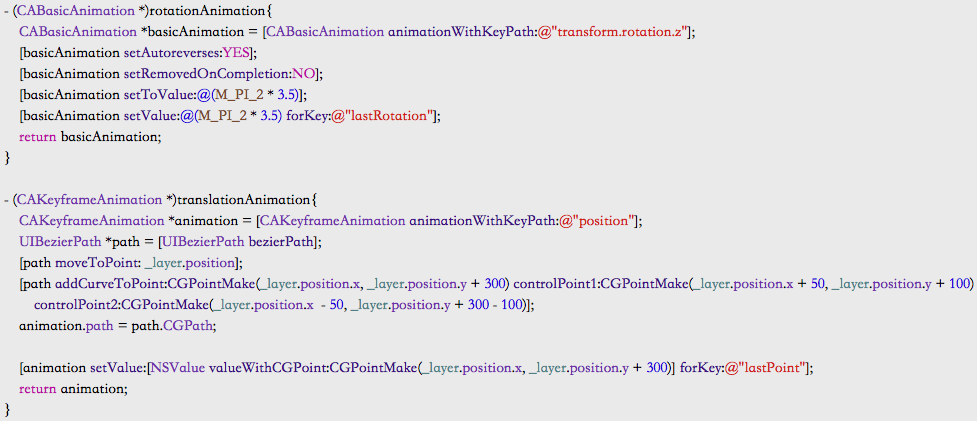 - (CABasicAnimation *)rotationAnimation{
CABasicAnimation *basicAnimation = [CABasicAnimation animationWithKeyPath:@"transform.rotation.z"];
[basicAnimation setAutoreverses:YES];
[basicAnimation setRemovedOnCompletion:NO];
[basicAnimation setToValue:@(M_PI_2 * 3.5)];
[basicAnimation setValue:@(M_PI_2 * 3.5) forKey:@"lastRotation"];
return basicAnimation;
}
- (CAKeyframeAnimation *)translationAnimation{
CAKeyframeAnimation *animation = [CAKeyframeAnimation animationWithKeyPath:@"position"];
UIBezierPath *path = [UIBezierPath bezierPath];
[path moveToPoint: _layer.position];
[path addCurveToPoint:CGPointMake(_layer.position.x, _layer.position.y + 300) controlPoint1:CGPointMake(_layer.position.x + 50, _layer.position.y + 100)
controlPoint2:CGPointMake(_layer.position.x  - 50, _layer.position.y + 300 - 100)];
animation.path = path.CGPath;
[animation setValue:[NSValue valueWithCGPoint:CGPointMake(_layer.position.x, _layer.position.y + 300)] forKey:@"lastPoint"];
return animation;
}